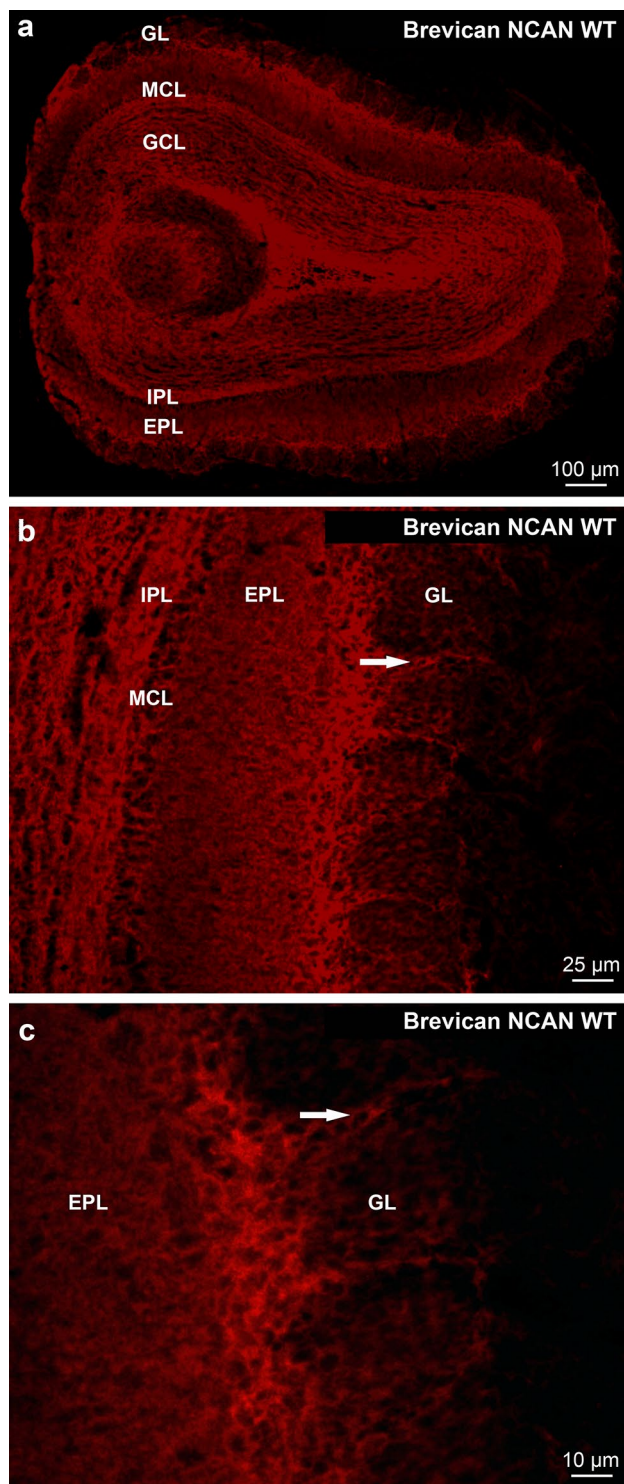 a
GL
Brevican NCAN WT
MCL
GCL
IPL
EPL
100 µm
b
Brevican NCAN WT
IPL
EPL
GL
MCL
25 µm
c
Brevican NCAN WT
EPL
GL
10 µm